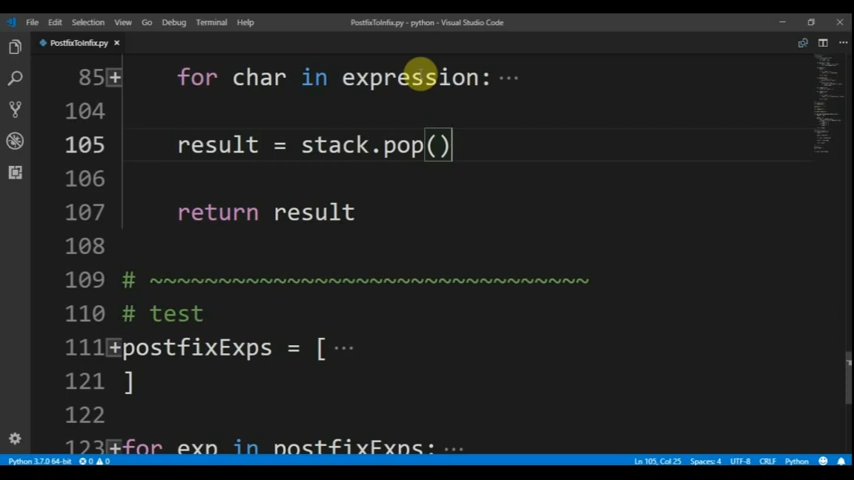 File Edit Selection View Go Debug Terminal Help PostfixToInfix.py - python - Visual Studio Code
PostfixToInfix.py
85 for char in expression: ...
104
105 result = stack.pop()
106
107 return result
108
109 # ~~~~~~~~~~~~~~~~~~~~~~~~~~~~~~~~
110 # test
111 postfixExps = [ ...
121 ]
122
123 for exp in postfixExps: ...
Python 3.7.0 64-bit 0 0 Ln 105, Col 25 Spaces: 4 UTF-8 CRLF Python